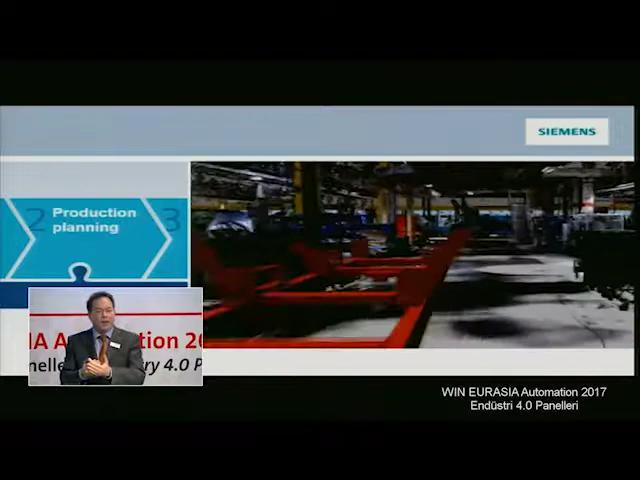 SIEMENS
2 Production 3
planning
IA Automation 20
nelle ry 4.0 P
WIN EURASIA Automation 2017
Endüstri 4.0 Panelleri